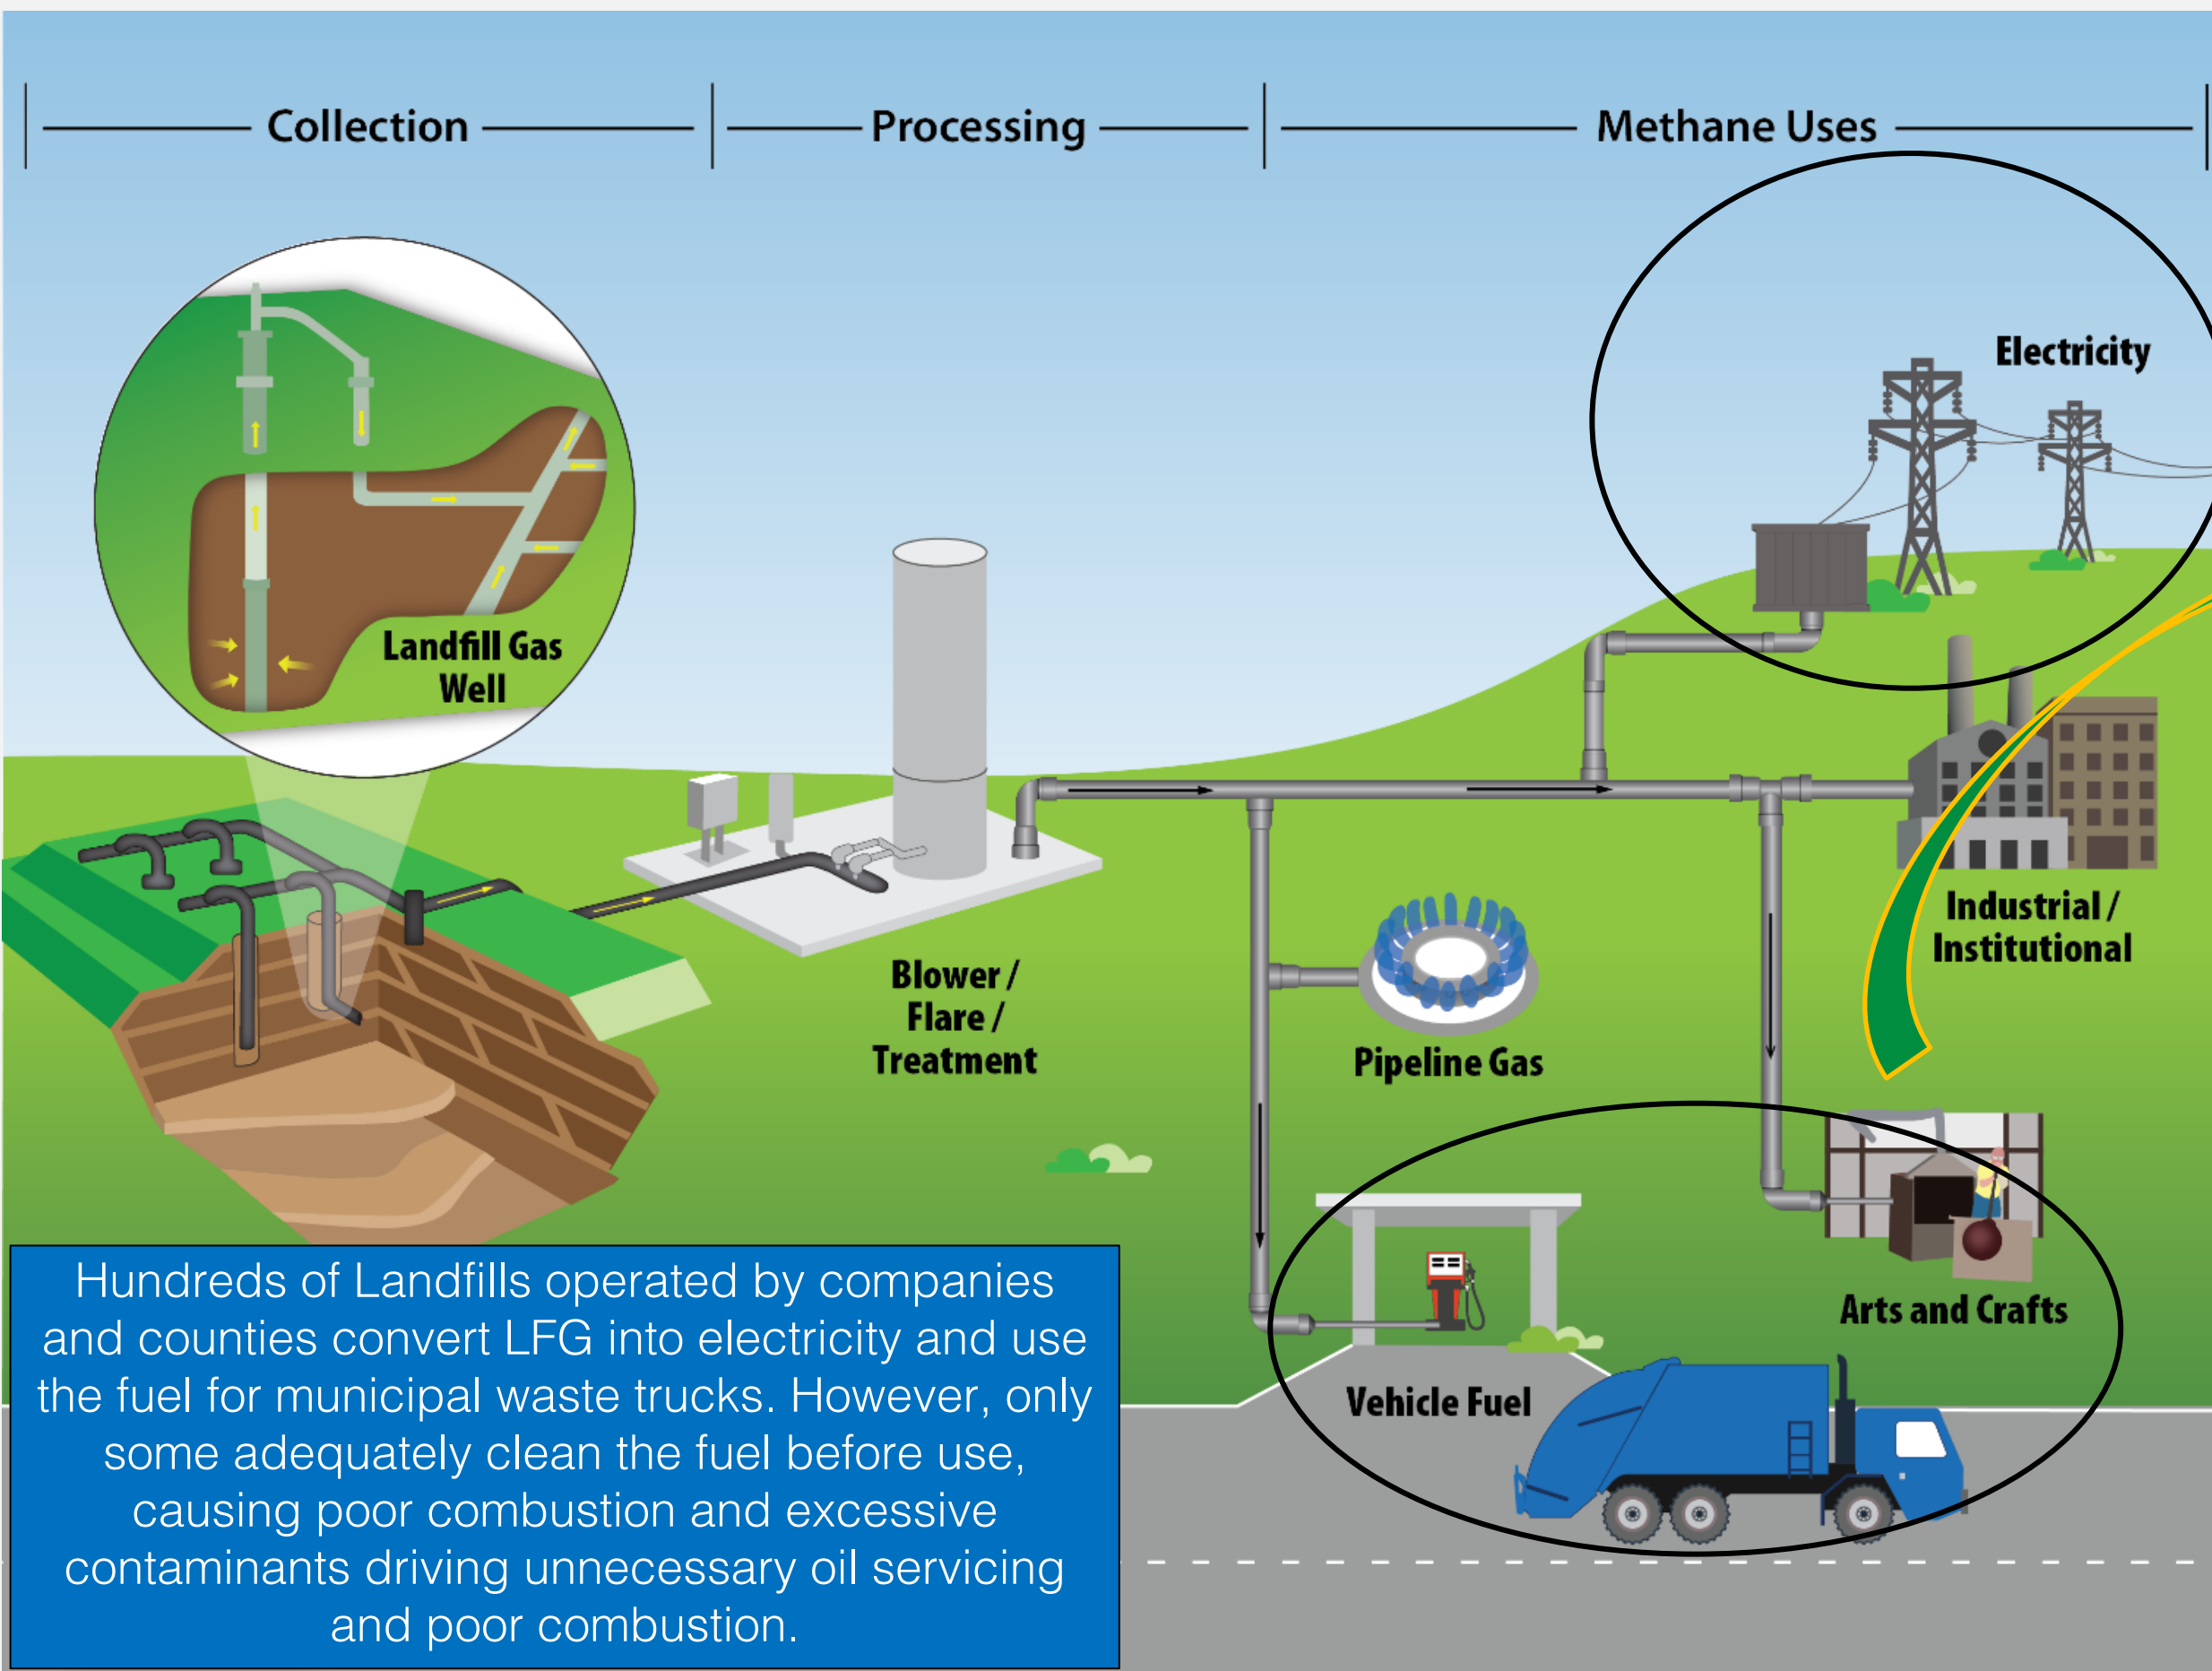 Collection
Processing
Methane Uses
Electricity
Landfill Gas
Well
Blower /
Flare /
Treatment
Pipeline Gas
Industrial /
Institutional
Arts and Crafts
Vehicle Fuel
Hundreds of Landfills operated by companies
and counties convert LFG into electricity and use
the fuel for municipal waste trucks. However, only
some adequately clean the fuel before use,
causing poor combustion and excessive
contaminants driving unnecessary oil servicing
and poor combustion.